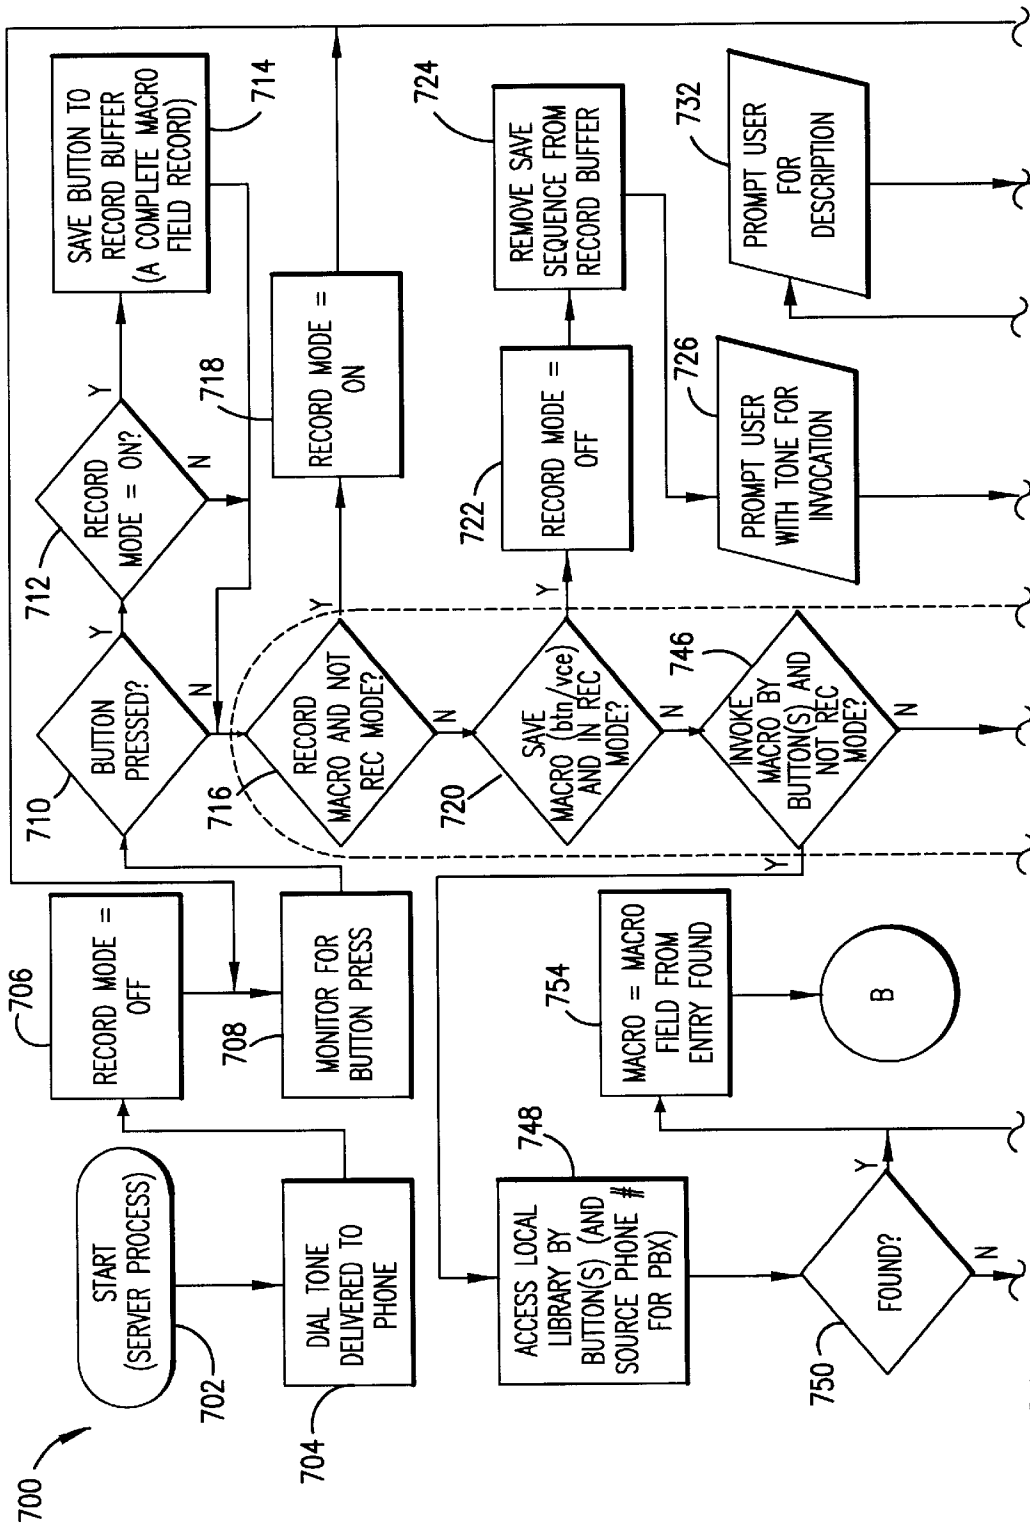 700
START
(SERVER PROCESS)
702
DIAL TONE
DELIVERED TO
PHONE
704
706
RECORD MODE =
OFF
708
MONITOR FOR
BUTTON PRESS
710
BUTTON
PRESSED?
Y
N
712
RECORD
MODE = ON?
Y
N
SAVE BUTTON TO
RECORD BUFFER
(A COMPLETE MACRO
FIELD RECORD)
714
716
RECORD
MACRO AND NOT
REC MODE?
Y
N
718
RECORD MODE =
ON
720
SAVE
MACRO (btn/vce)
AND IN REC
MODE?
Y
N
722
RECORD MODE =
OFF
724
REMOVE SAVE
SEQUENCE FROM
RECORD BUFFER
726
PROMPT USER
WITH TONE FOR
INVOCATION
732
PROMPT USER
FOR
DESCRIPTION
746
INVOKE
MACRO BY
BUTTON(S) AND
NOT REC
MODE?
Y
N
748
ACCESS LOCAL
LIBRARY BY
BUTTON(S) (AND
SOURCE PHONE #
FOR PBX)
750
FOUND?
Y
N
754
MACRO = MACRO
FIELD FROM
ENTRY FOUND
B